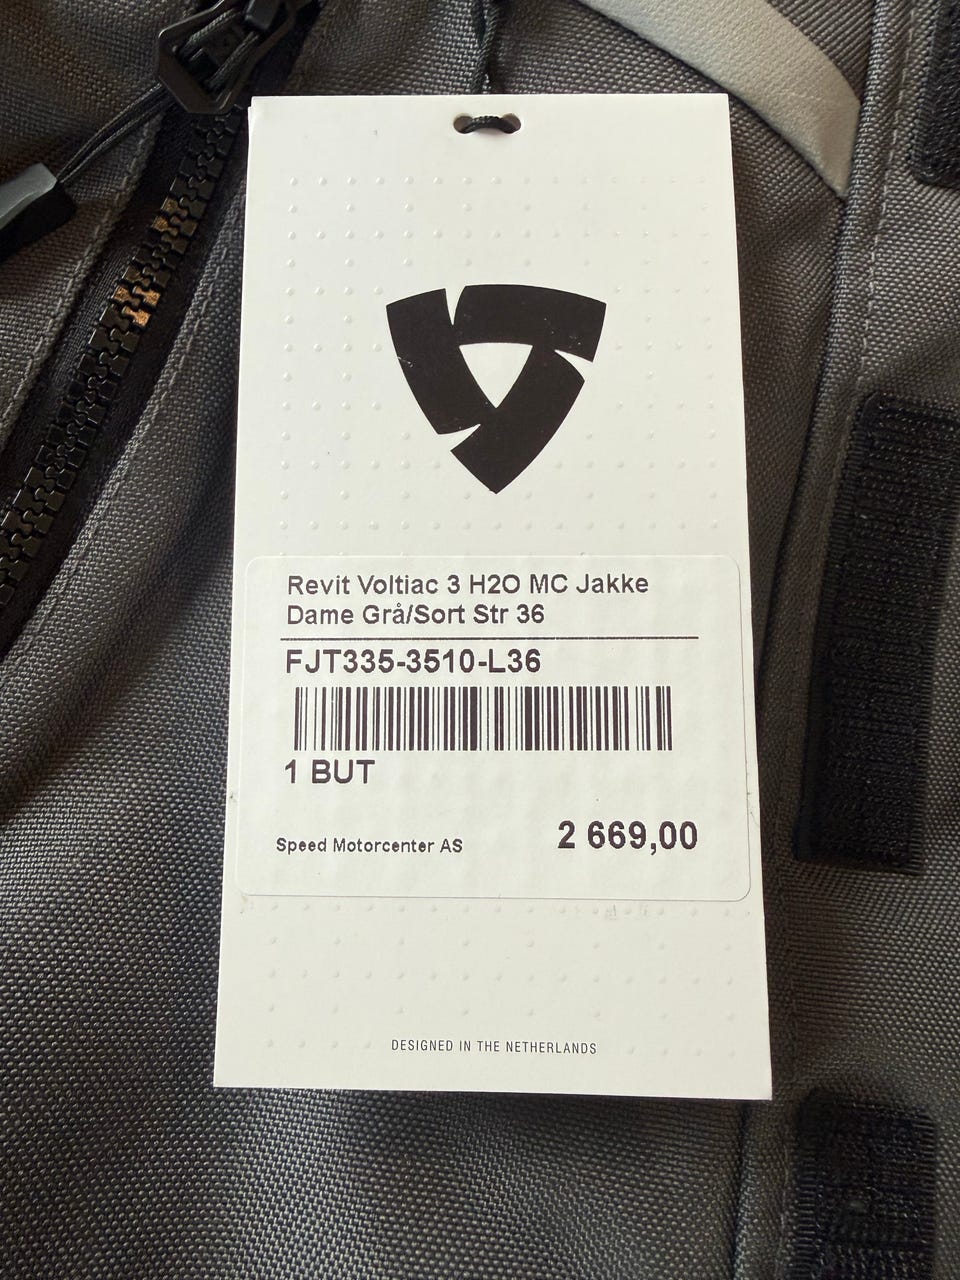 Revit Voltiac 3 H2O MC Jakke
Dame Grå/Sort Str 36
FJT335-3510-L36
1 BUT
Speed Motorcenter AS
2 669,00
DESIGNED IN THE NETHERLANDS